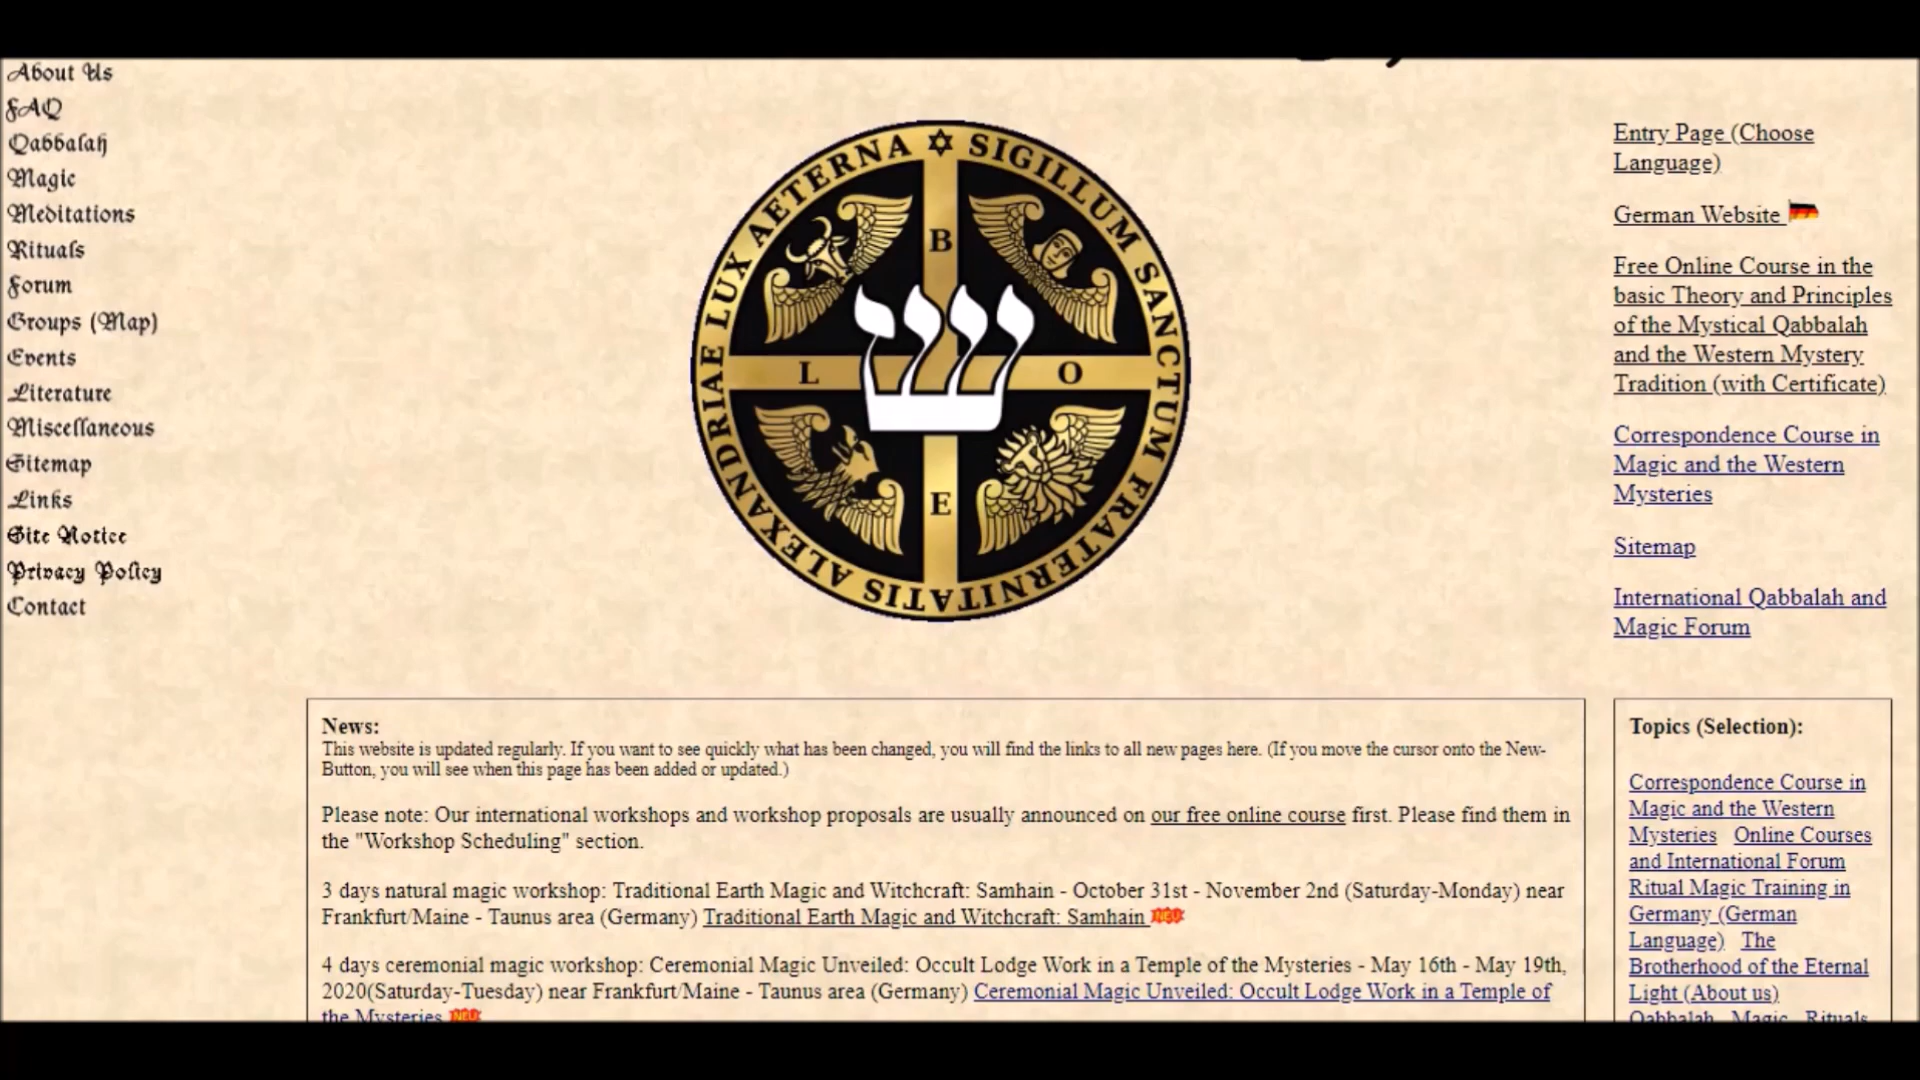 About Us
FAQ
Qabbalah
Magic
Meditations
Rituals
Forum
Groups (Map)
Events
Literature
Miscellaneous
Sitemap
Links
Site Notice
Privacy Policy
Contact
✡ SIGILLUM SANCTUM FRATERNITATIS ALEXANDRIAE LUX AETERNA
B
L
O
E
Entry Page (Choose
Language)
German Website
Free Online Course in the
basic Theory and Principles
of the Mystical Qabbalah
and the Western Mystery
Tradition (with Certificate)
Correspondence Course in
Magic and the Western
Mysteries
Sitemap
International Qabbalah and
Magic Forum
News:
This website is updated regularly. If you want to see quickly what has been changed, you will find the links to all new pages here. (If you move the cursor onto the New-
Button, you will see when this page has been added or updated.)
Please note: Our international workshops and workshop proposals are usually announced on our free online course first. Please find them in
the "Workshop Scheduling" section.
3 days natural magic workshop: Traditional Earth Magic and Witchcraft: Samhain - October 31st - November 2nd (Saturday-Monday) near
Frankfurt/Maine - Taunus area (Germany) Traditional Earth Magic and Witchcraft: Samhain NEU
4 days ceremonial magic workshop: Ceremonial Magic Unveiled: Occult Lodge Work in a Temple of the Mysteries - May 16th - May 19th,
2020(Saturday-Tuesday) near Frankfurt/Maine - Taunus area (Germany) Ceremonial Magic Unveiled: Occult Lodge Work in a Temple of
the Mysteries NEU
Topics (Selection):
Correspondence Course in
Magic and the Western
Mysteries Online Courses
and International Forum
Ritual Magic Training in
Germany (German
Language) The
Brotherhood of the Eternal
Light (About us)
Qabbalah Magic Rituals